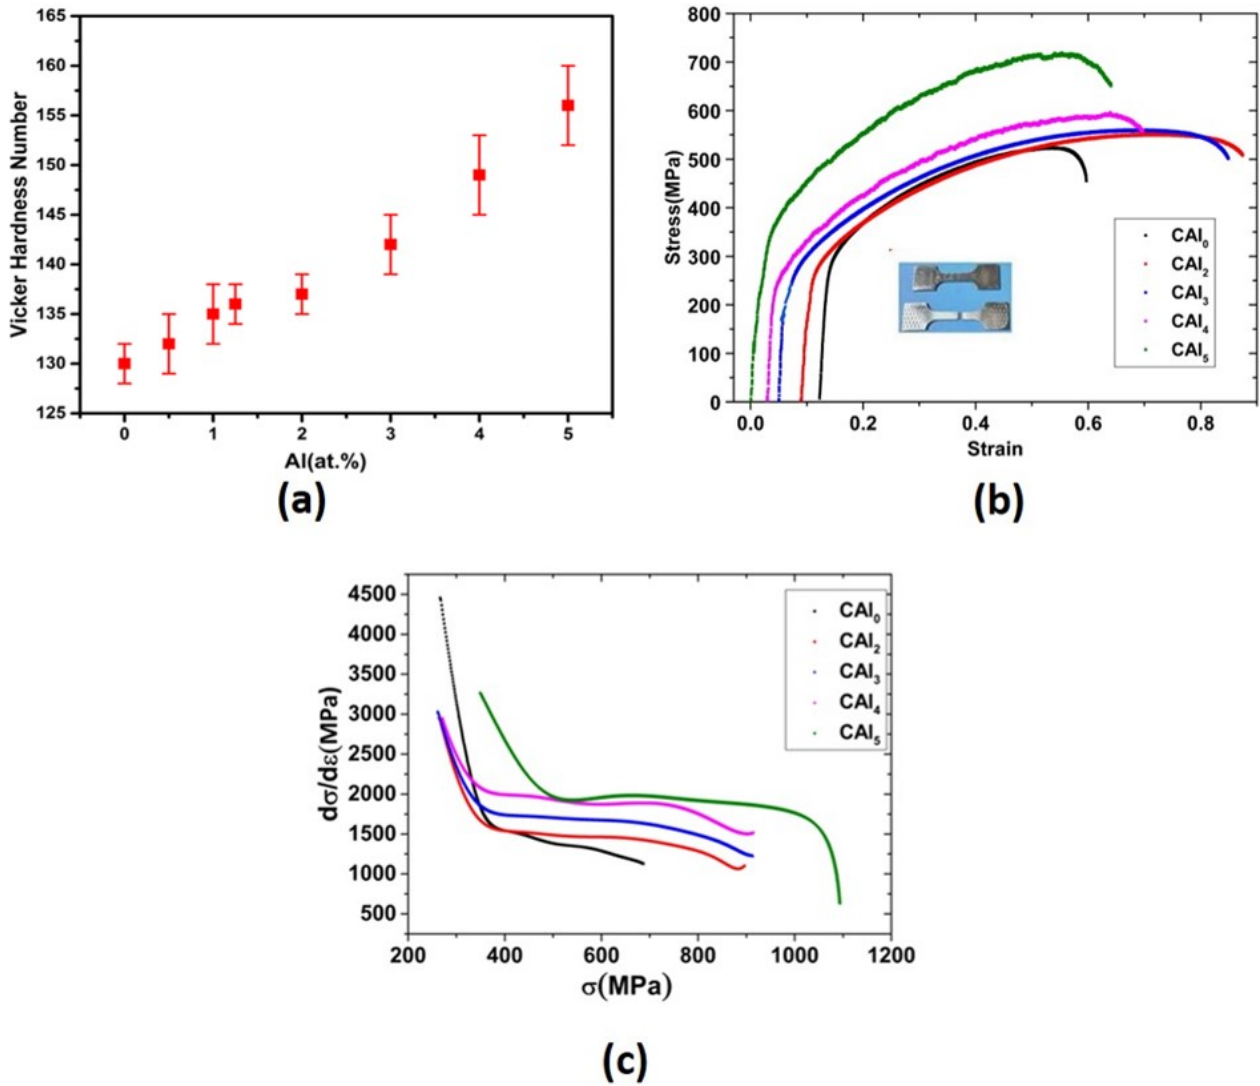 165
160
155
150
145
140
135
130
125
Vicker Hardness Number
0 1 2 3 4 5
Al(at.%)
(a)
800
700
600
500
400
300
200
100
0
Stress(MPa)
CAl₀
CAl₂
CAl₃
CAl₄
CAl₅
0.0 0.2 0.4 0.6 0.8
Strain
(b)
4500
4000
3500
3000
2500
2000
1500
1000
500
dσ/dε(MPa)
CAl₀
CAl₂
CAl₃
CAl₄
CAl₅
200 400 600 800 1000 1200
σ(MPa)
(c)